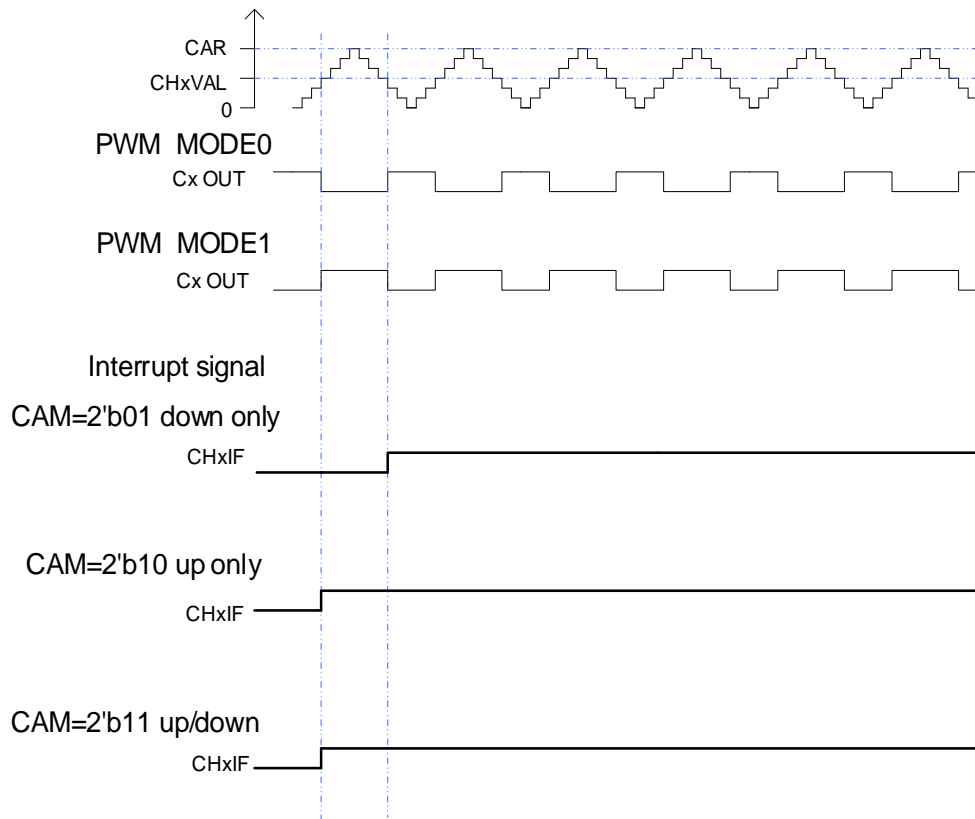 CAR
CHxVAL
0
PWM MODE0
Cx OUT
PWM MODE1
Cx OUT
Interrupt signal
CAM=2'b01 down only
CHxIF
CAM=2'b10 up only
CHxIF
CAM=2'b11 up/down
CHxIF